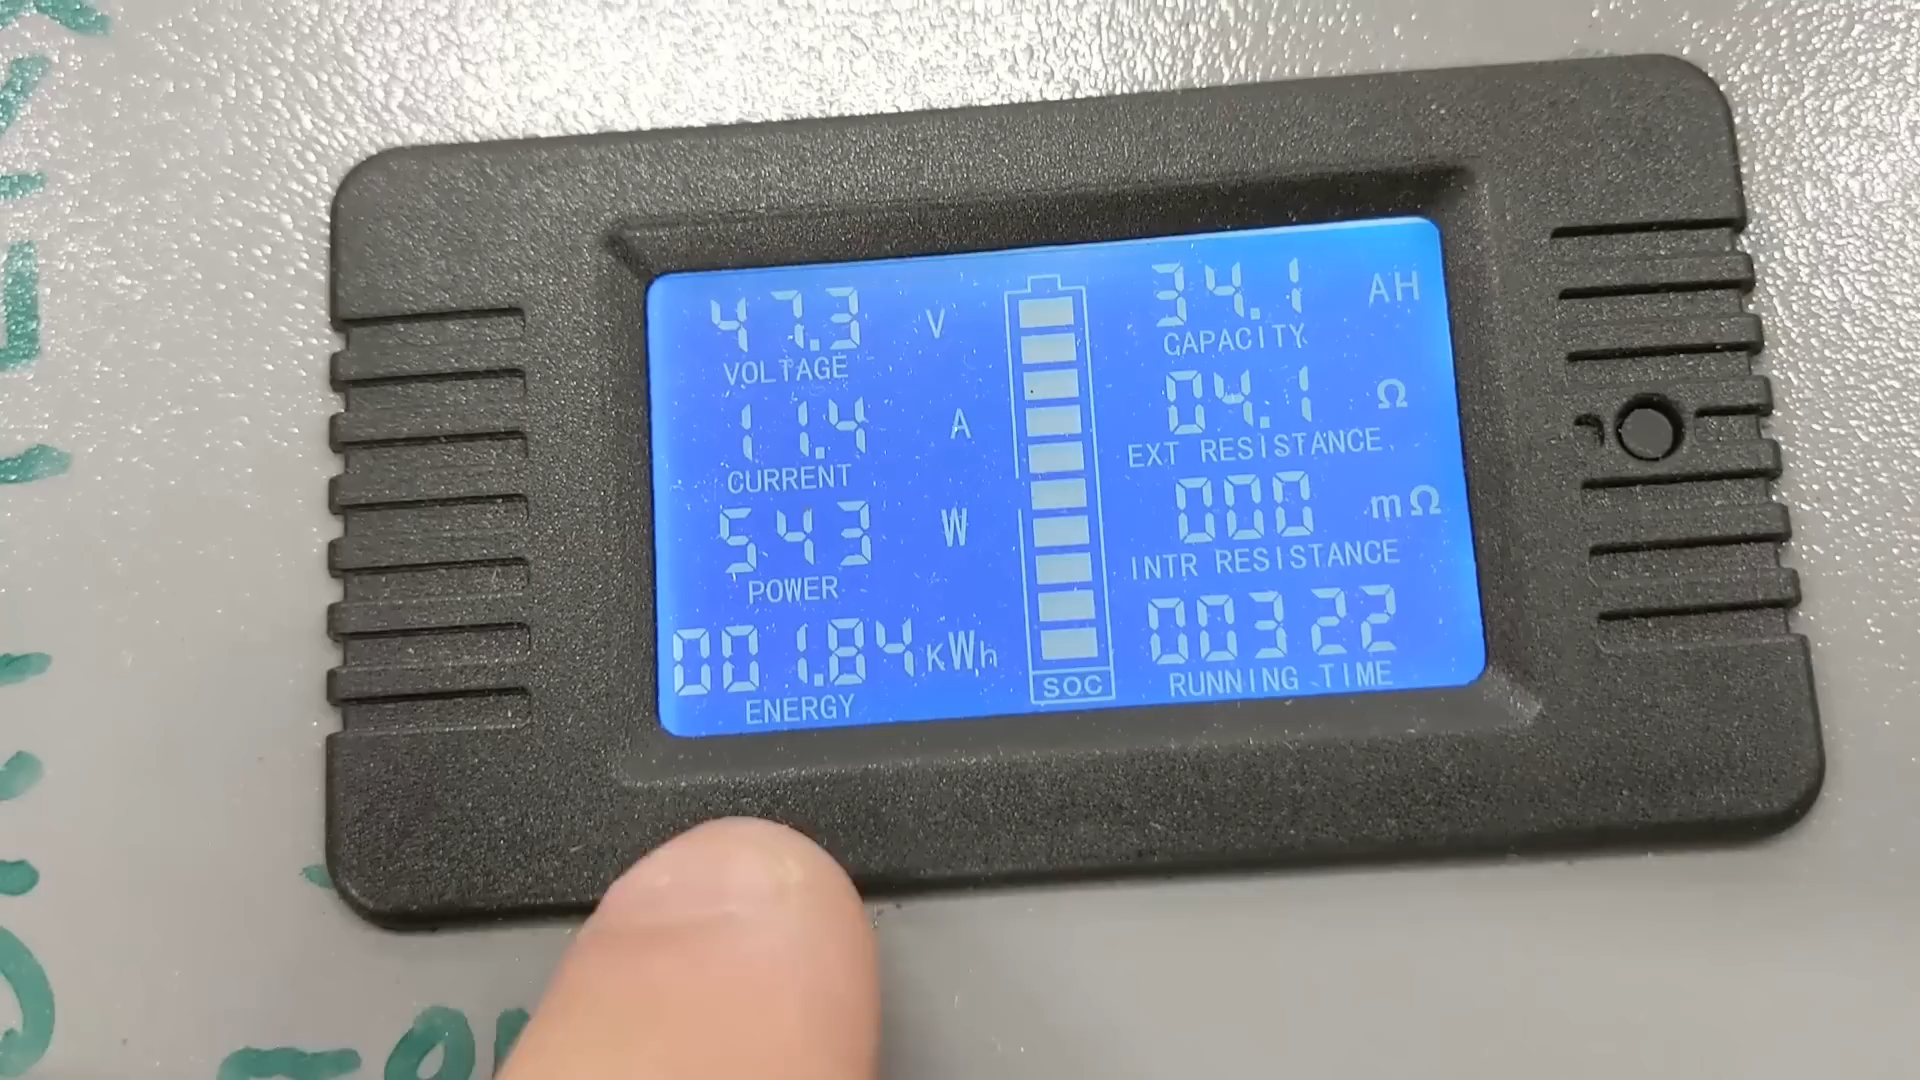 47.3 V
VOLTAGE
11.4 A
CURRENT
543 W
POWER
001.84 KWh
ENERGY
SOC
34.1 AH
CAPACITY
04.1 Ω
EXT RESISTANCE
000 mΩ
INTR RESISTANCE
00322
RUNNING TIME